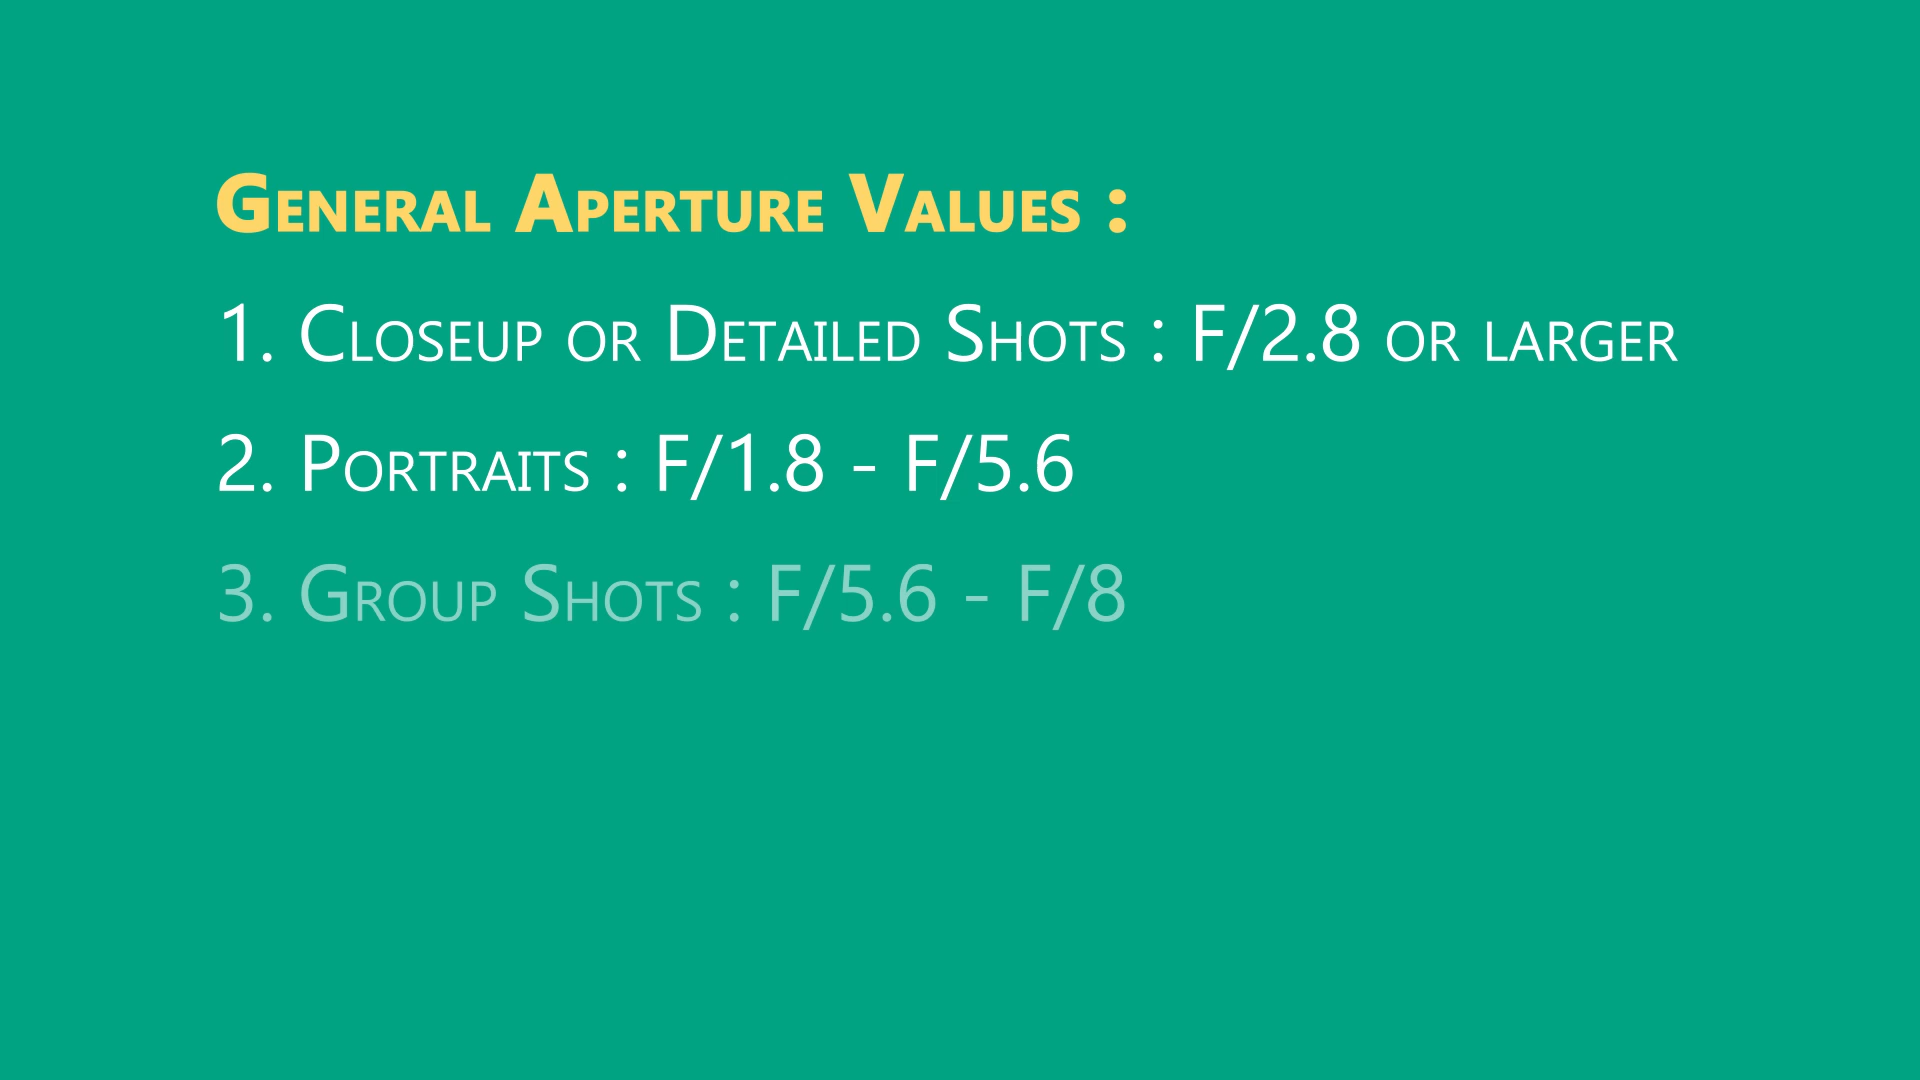 General Aperture Values :
1. Closeup or Detailed Shots : F/2.8 or larger
2. Portraits : F/1.8 - F/5.6
3. Group Shots : F/5.6 - F/8